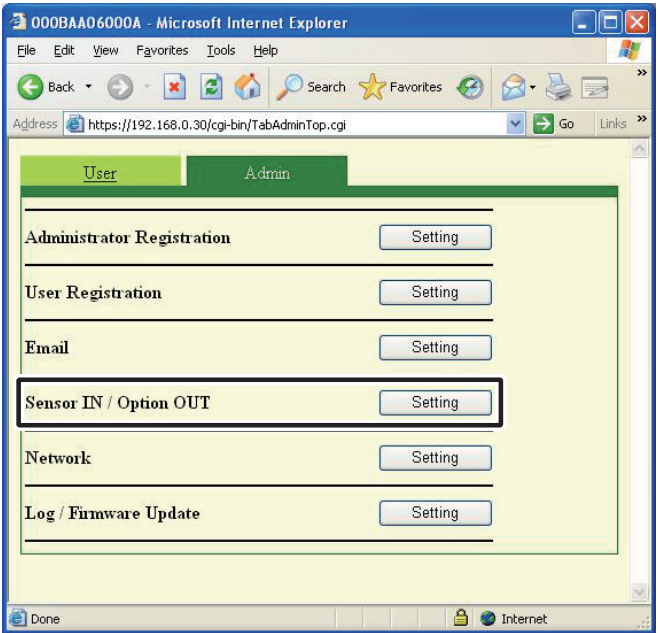 000BAA06000A - Microsoft Internet Explorer
File Edit View Favorites Tools Help
Back Search Favorites »
Address https://192.168.0.30/cgi-bin/TabAdminTop.cgi Go Links »
User Admin
Administrator Registration Setting
User Registration Setting
Email Setting
Sensor IN / Option OUT Setting
Network Setting
Log / Firmware Update Setting
Done Internet